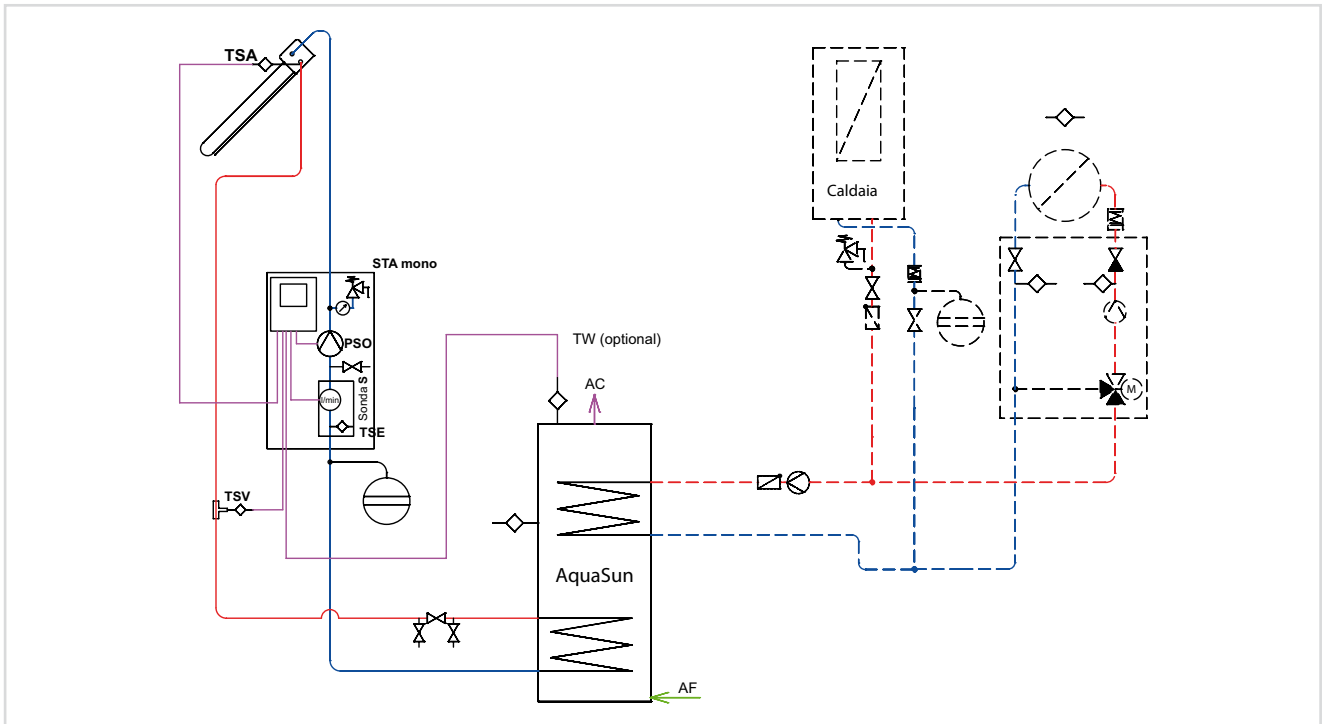 TSA
Caldaia
STA mono
PSO
Sonda S
l/min
TSE
TSV
TW (optional)
AC
M
AquaSun
AF